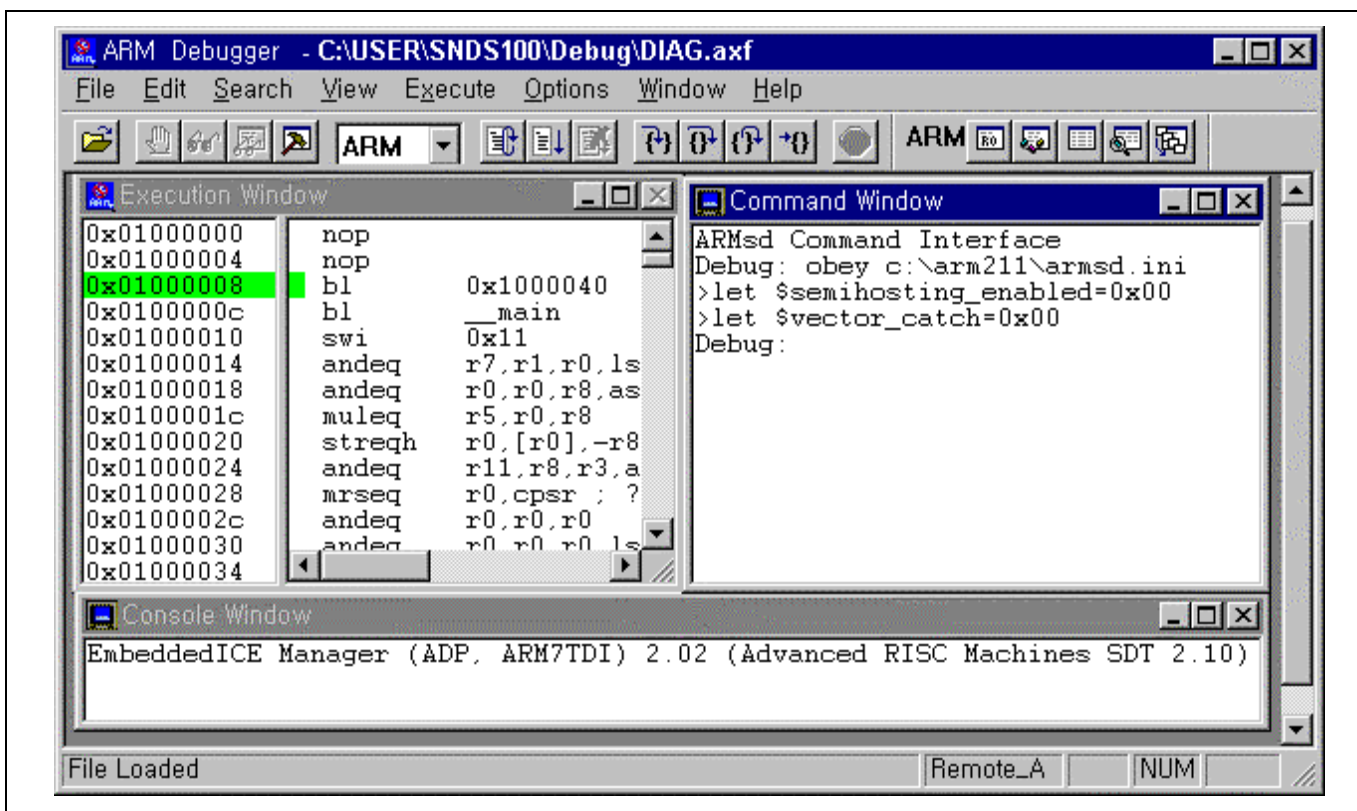 ARM Debugger - C:\USER\SNDS100\Debug\DIAG.axf
File Edit Search View Execute Options Window Help
ARM ARM
Execution Window
0x01000000 nop
0x01000004 nop
0x01000008 bl 0x1000040
0x0100000c bl __main
0x01000010 swi 0x11
0x01000014 andeq r7,r1,r0,ls
0x01000018 andeq r0,r0,r8,as
0x0100001c muleq r5,r0,r8
0x01000020 streqh r0,[r0],-r8
0x01000024 andeq r11,r8,r3,a
0x01000028 mrseq r0,cpsr ; ?
0x0100002c andeq r0,r0,r0
0x01000030 andeq r0,r0,r0,ls
0x01000034
Command Window
ARMsd Command Interface
Debug: obey c:\arm211\armsd.ini
>let $semihosting_enabled=0x00
>let $vector_catch=0x00
Debug:
Console Window
EmbeddedICE Manager (ADP, ARM7TDI) 2.02 (Advanced RISC Machines SDT 2.10)
File Loaded Remote_A NUM